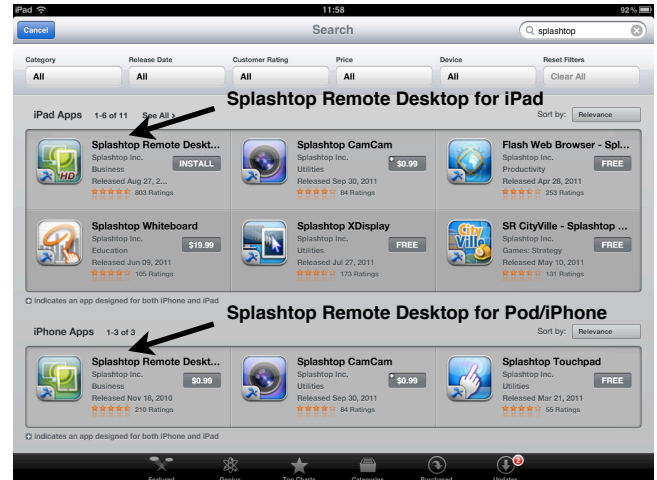 iPad 11:58 92%
Cancel Search splashtop
Category Release Date Customer Rating Price Device Reset Filters
All All All All All Clear All
Splashtop Remote Desktop for iPad
iPad Apps 1-6 of 11 See All > Sort by: Relevance
Splashtop Remote Deskt... Splashtop CamCam Flash Web Browser - Spl...
Splashtop Inc. Splashtop Inc. Splashtop Inc.
INSTALL $0.99 FREE
Business Utilities Productivity
Released Aug 27, 2... Released Sep 30, 2011 Released Apr 28, 2011
HD 803 Ratings 84 Ratings 253 Ratings
Splashtop Whiteboard Splashtop XDisplay SR CityVille - Splashtop ...
Splashtop Inc. Splashtop Inc. City Ville Splashtop Inc.
$19.99 FREE FREE
Education Utilities Games: Strategy
Released Jun 09, 2011 Released Jul 27, 2011 Released May 10, 2011
105 Ratings 173 Ratings 131 Ratings
+ indicates an app designed for both iPhone and iPad
Splashtop Remote Desktop for Pod/iPhone
iPhone Apps 1-3 of 3 Sort by: Relevance
Splashtop Remote Deskt... Splashtop CamCam Splashtop Touchpad
Splashtop Inc. Splashtop Inc. Splashtop Inc.
$0.99 $0.99 FREE
Business Utilities Utilities
Released Nov 18, 2010 Released Sep 30, 2011 Released Mar 21, 2011
210 Ratings 84 Ratings 55 Ratings
+ indicates an app designed for both iPhone and iPad
2
Featured Genius Top Charts Categories Purchased Updates